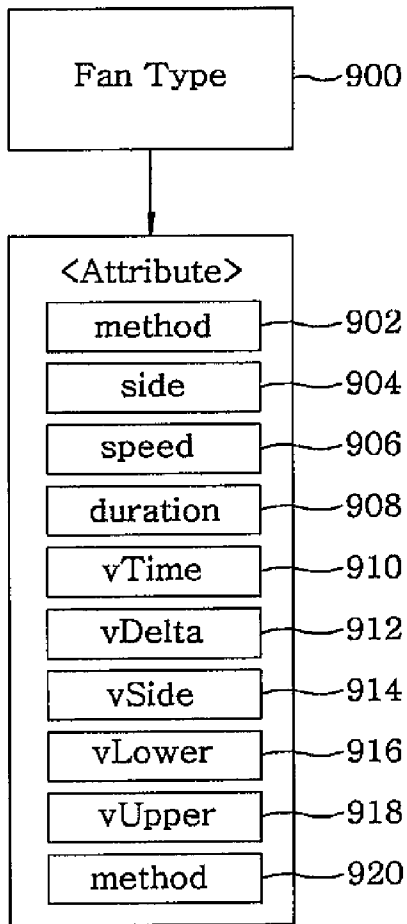 Fan Type 900
<Attribute>
method 902
side 904
speed 906
duration 908
vTime 910
vDelta 912
vSide 914
vLower 916
vUpper 918
method 920